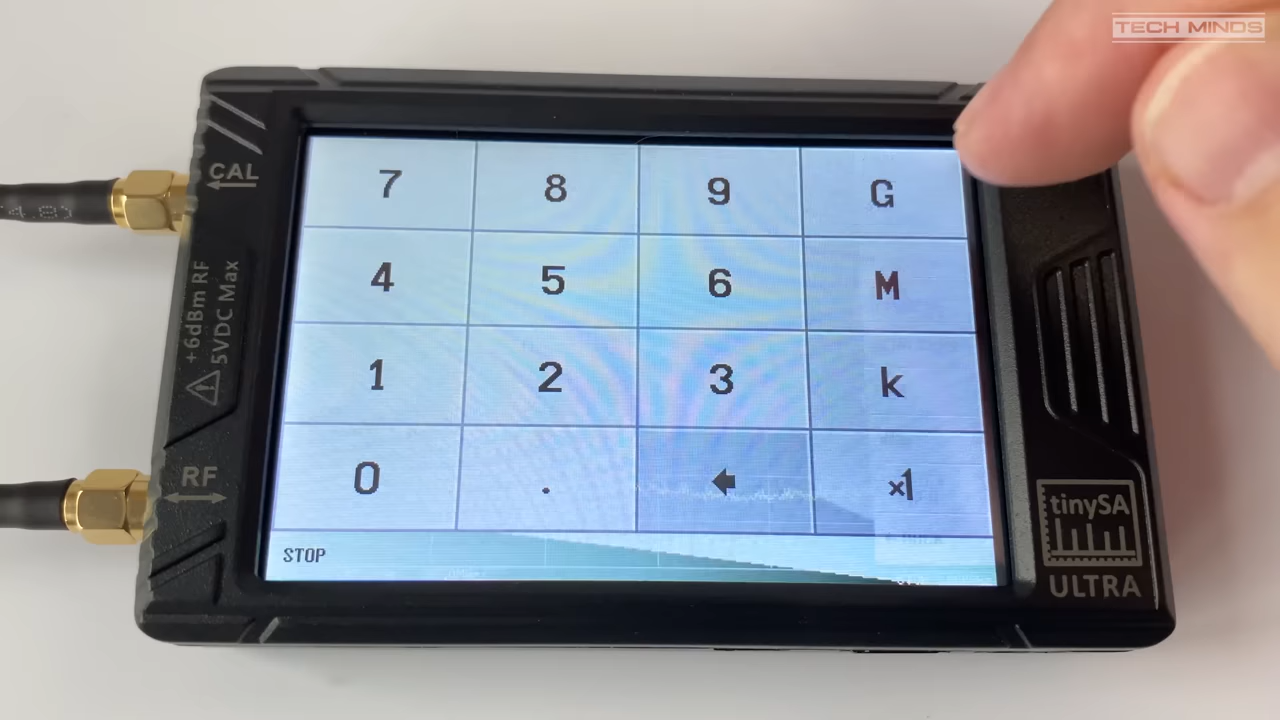 TECH MINDS
CAL
+6dBm RF
5VDC Max
RF
7 8 9 G
4 5 6 M
1 2 3 k
0 . ×1
STOP
tinySA
ULTRA